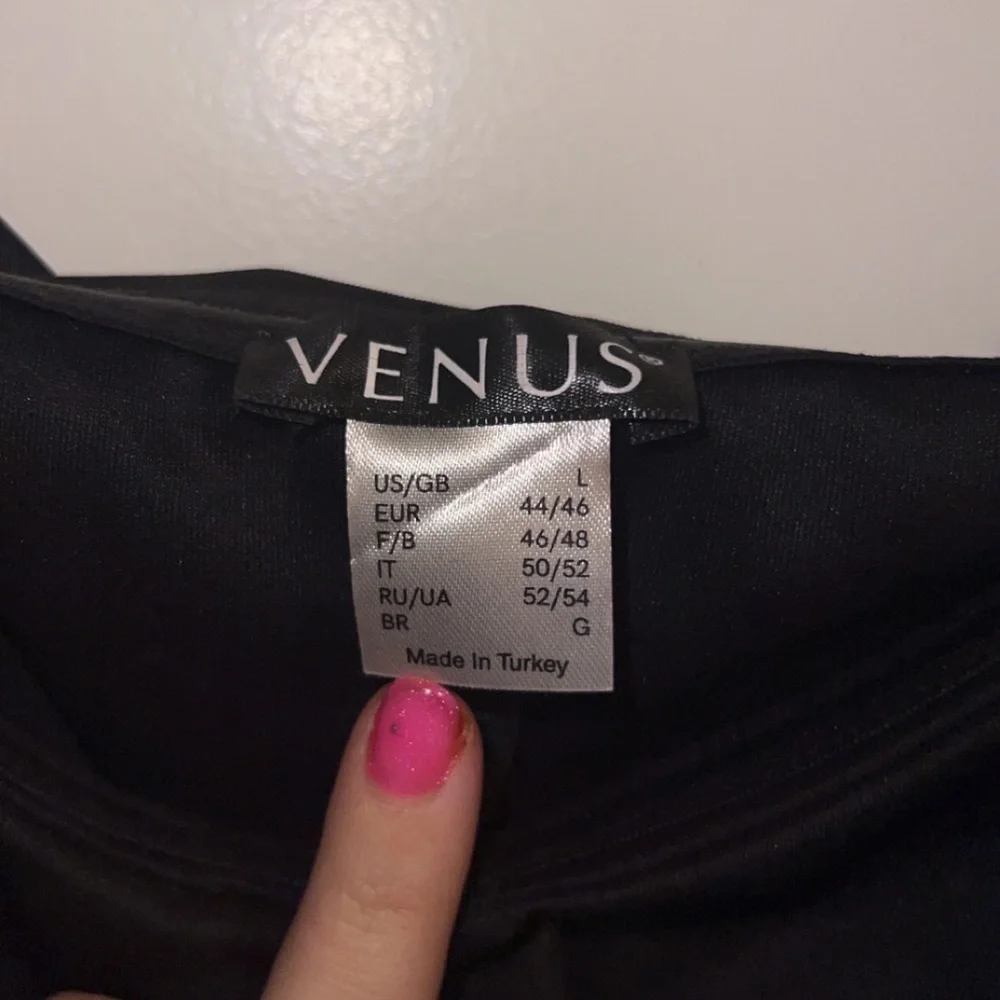 VENUS®
US/GB L
EUR 44/46
F/B 46/48
IT 50/52
RU/UA 52/54
BR G
Made In Turkey